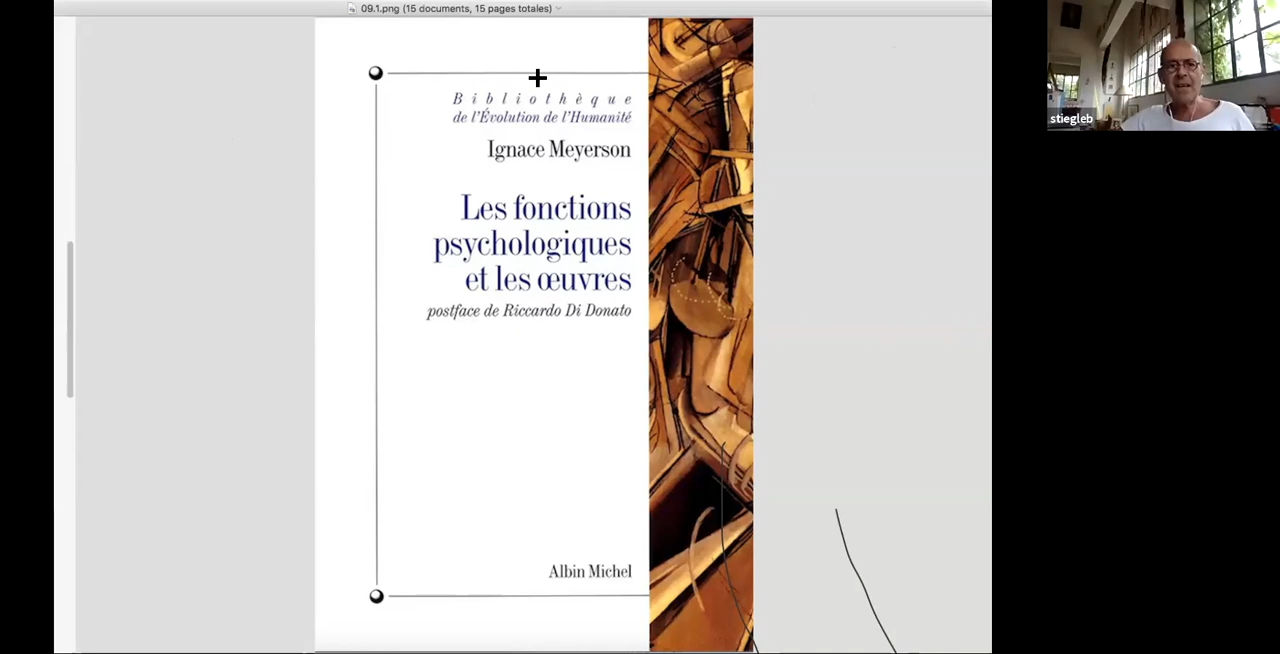 09.1.png (15 documents, 15 pages totales)
Bibliothèque
de l'Évolution de l'Humanité
Ignace Meyerson
Les fonctions
psychologiques
et les œuvres
postface de Riccardo Di Donato
Albin Michel
stiegleb